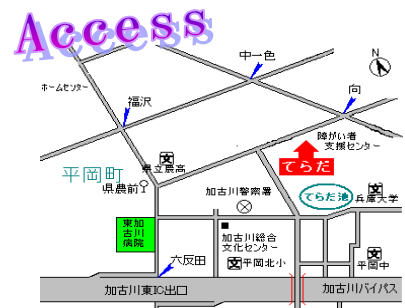 Access
N
中一色
ホームセンター
福沢
向
障がい者
支援センター
県立農高
てらだ
平岡町
県農前
加古川警察署
てらだ池
兵庫大学
東加
古川
病院
加古川総合
文化センター
六反田
平岡北小
平岡中
加古川東IC出口
加古川バイパス